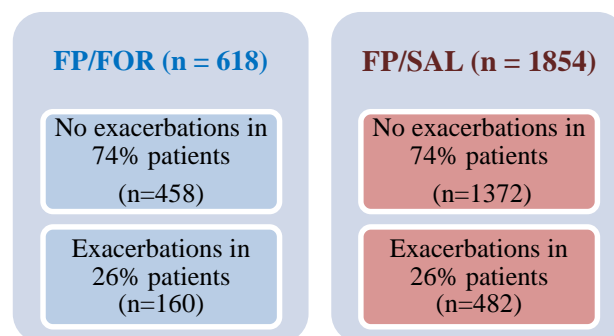 FP/FOR (n = 618)
No exacerbations in
74% patients
(n=458)
Exacerbations in
26% patients
(n=160)
FP/SAL (n = 1854)
No exacerbations in
74% patients
(n=1372)
Exacerbations in
26% patients
(n=482)